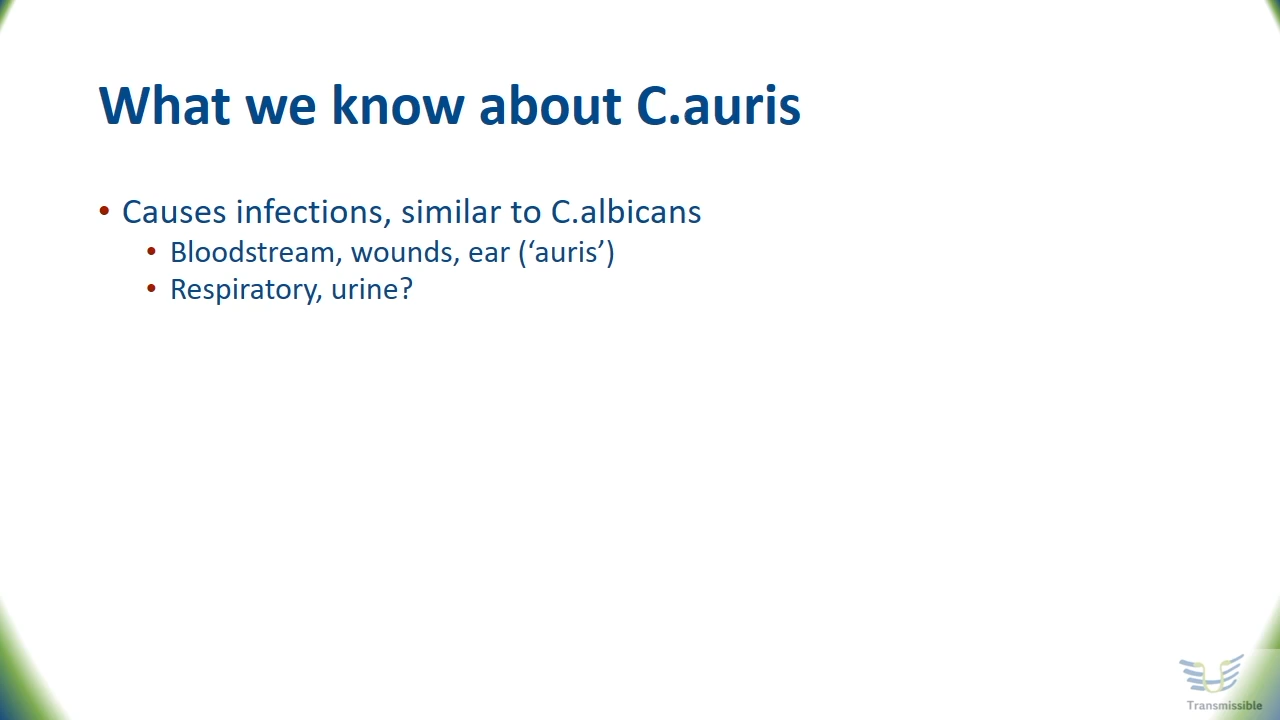 What we know about C.auris
• Causes infections, similar to C.albicans
• Bloodstream, wounds, ear (‘auris’)
• Respiratory, urine?
Transmissible